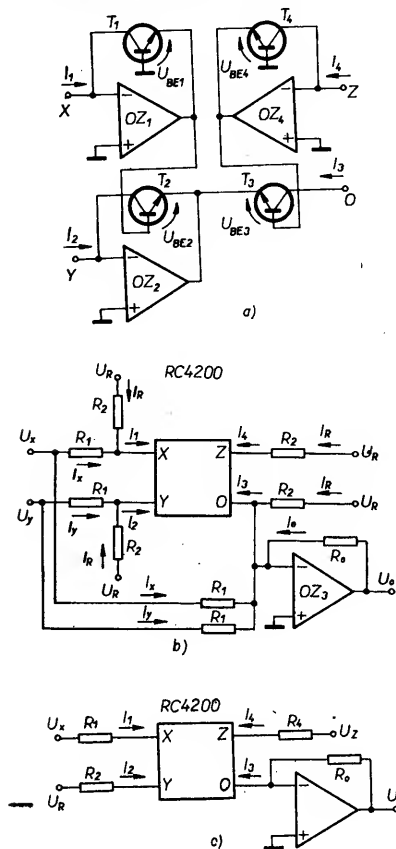 T1 T4
I1 UBE1 UBE4 I4
X OZ1 OZ4 Z
I3
T2 T3 O
I2 UBE2 UBE3
Y OZ2
a)
RC4200
UR
R2 IR
Ux R1 I1 X Z I4 R2 IR UR
Ix
Uy R1 I2 Y O I3 R2 IR UR
Iy IR R2 Io Ro
UR
Ix R1 OZ3 Uo
Iy R1
b)
RC4200
Ux R1 I1 X Z I4 R4 UZ
UR R2 I2 Y O I3 Ro
c)